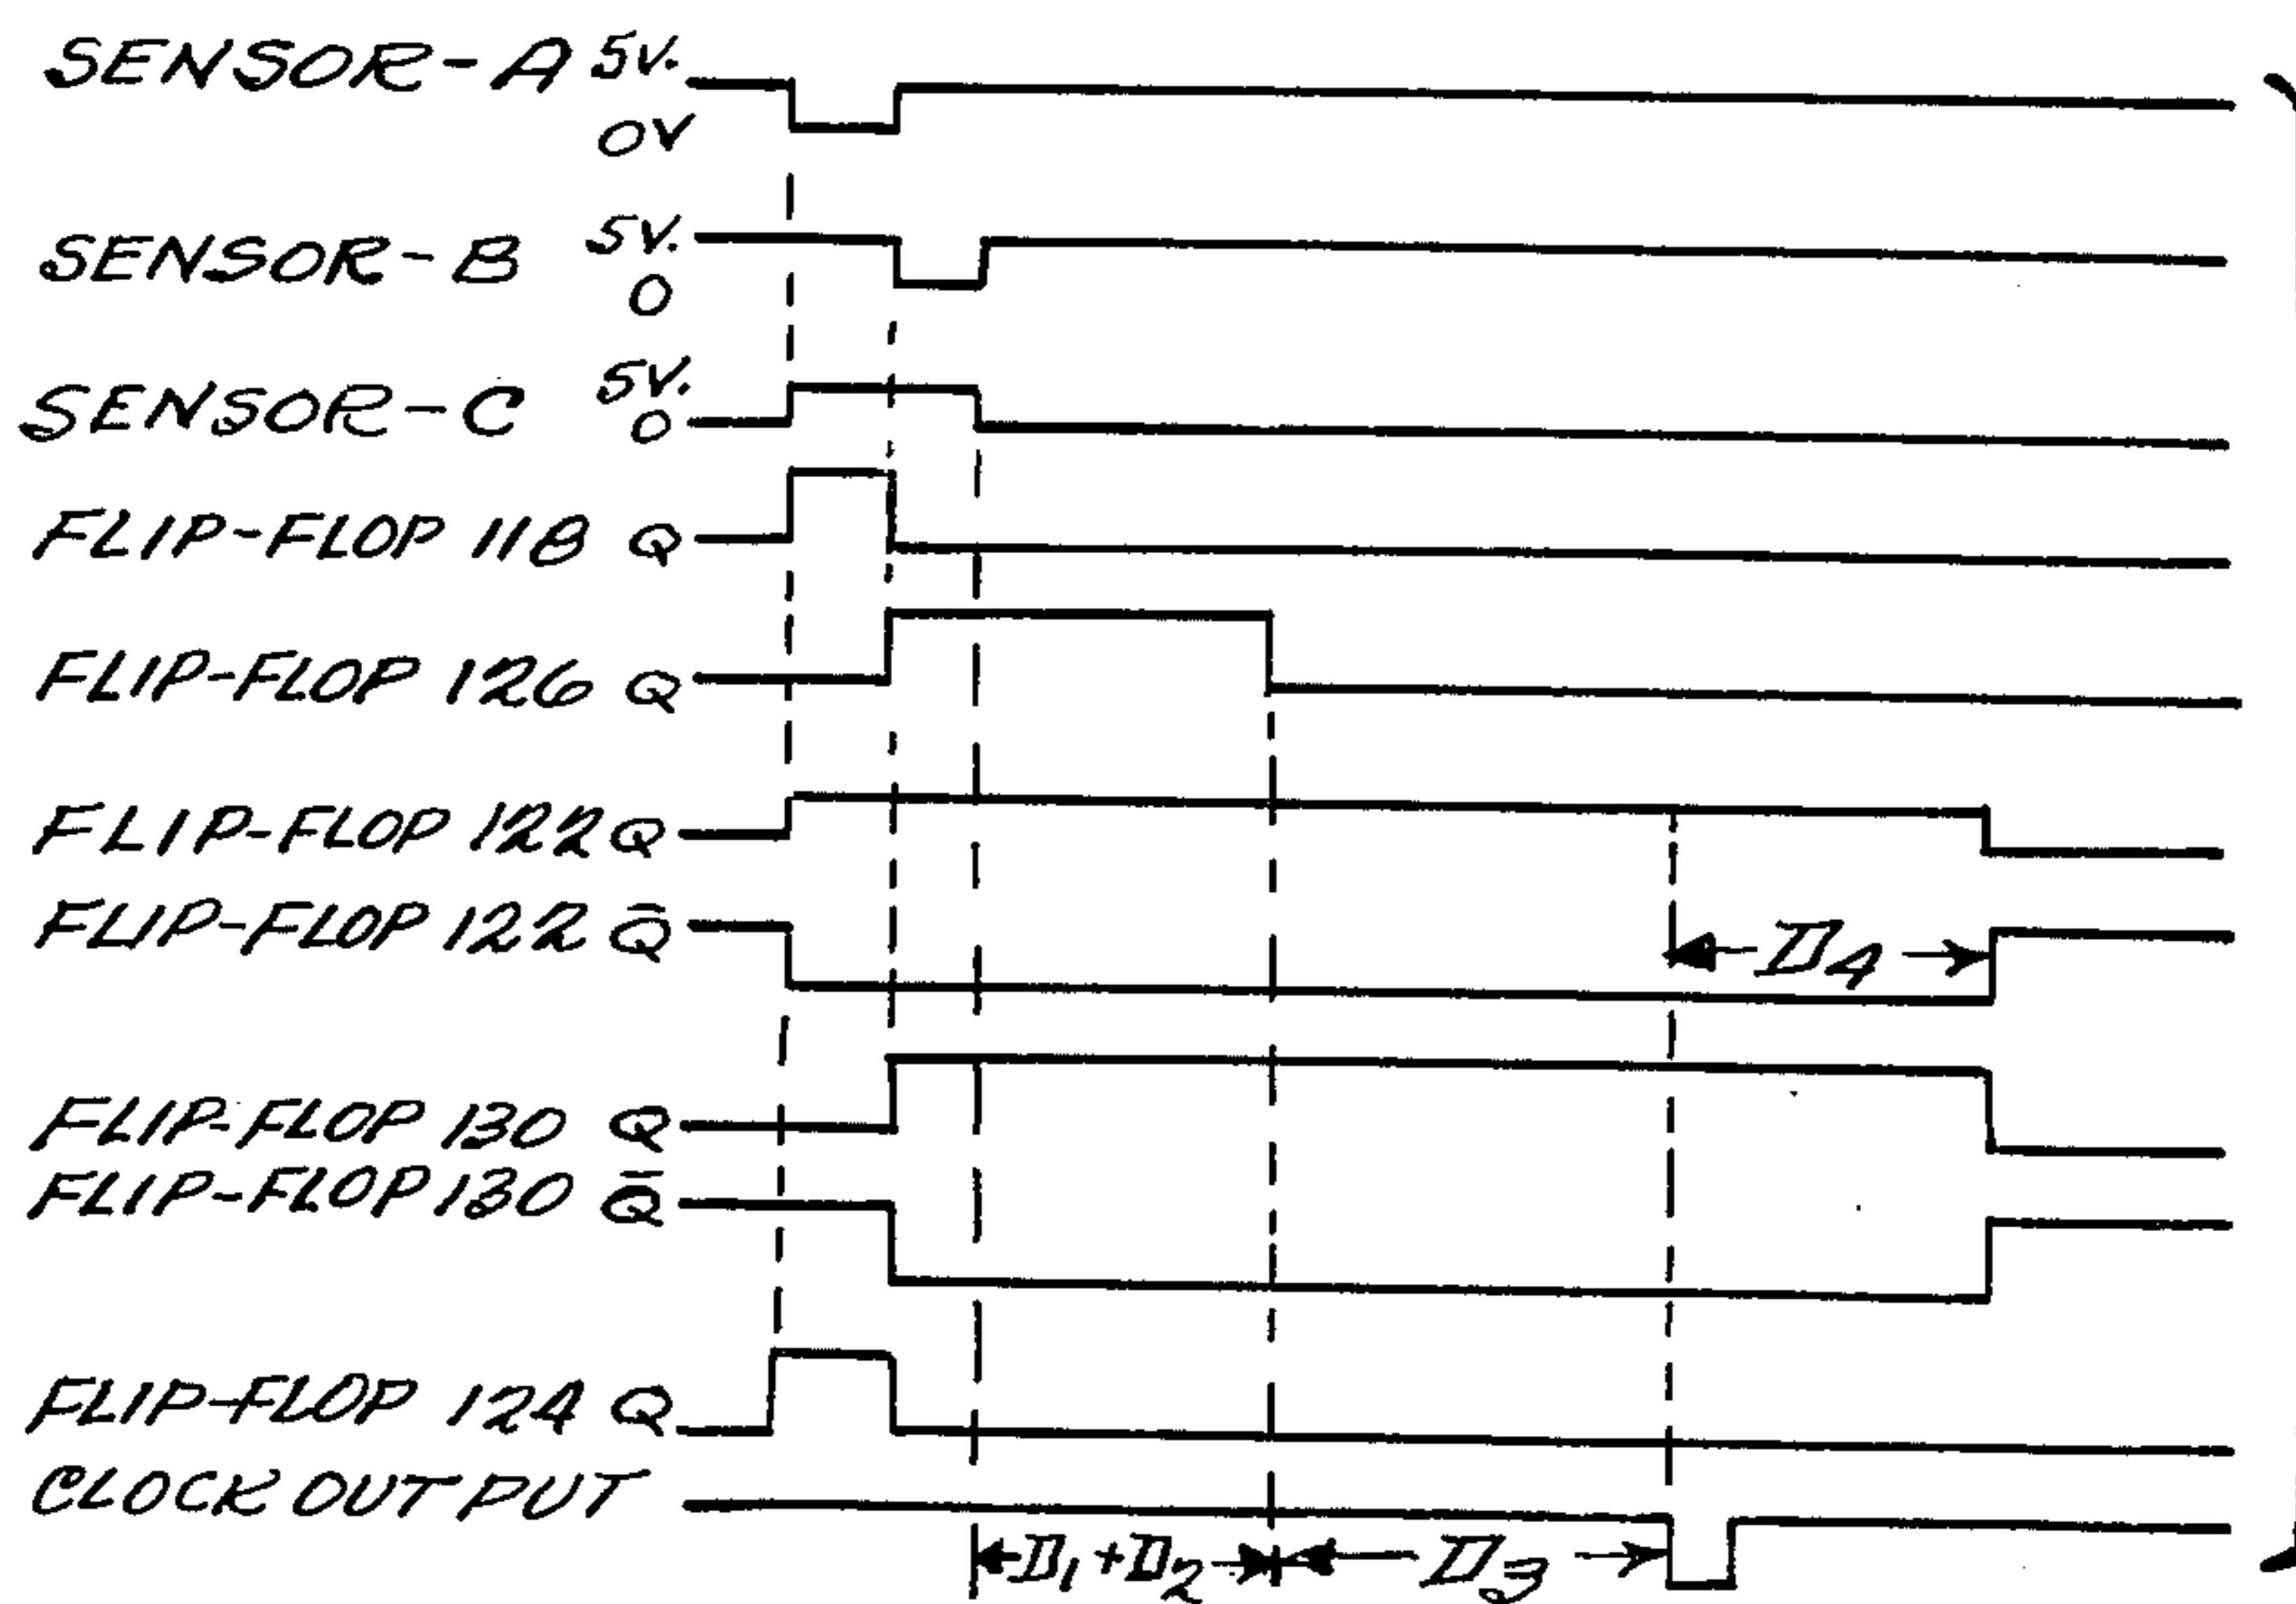 SENSOR-A 5V.
0V
SENSOR-B 5V.
0
SENSOR-C 5V.
0
FLIP-FLOP 118 Q
FLIP-FLOP 126 Q
FLIP-FLOP 122 Q
FLIP-FLOP 122 Q̄
D4
FLIP-FLOP 130 Q
FLIP-FLOP 130 Q̄
FLIP-FLOP 124 Q
CLOCK OUTPUT
D1+D2 D3